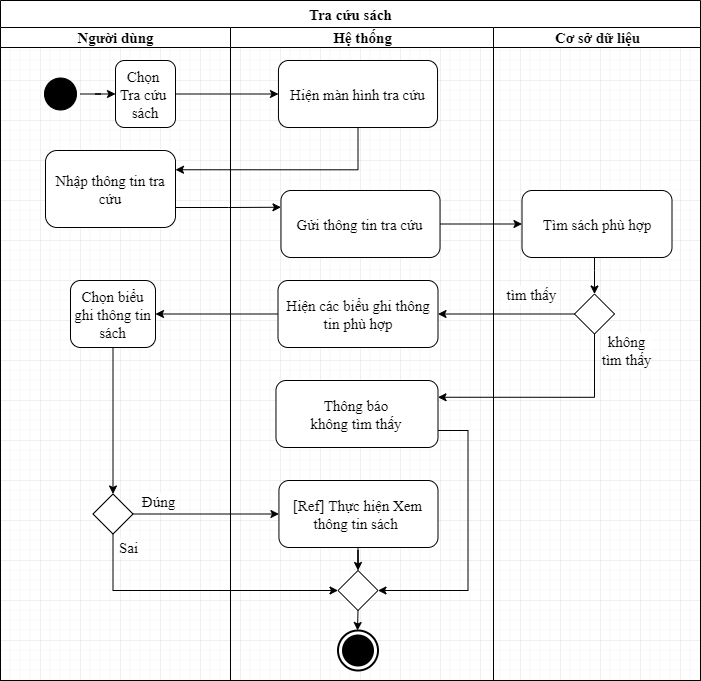 Tra cứu sách
Người dùng
Hệ thống
Cơ sở dữ liệu
Chọn
Tra cứu
sách
Hiện màn hình tra cứu
Nhập thông tin tra
cứu
Gửi thông tin tra cứu
Tìm sách phù hợp
Chọn biểu
ghi thông tin
sách
Hiện các biểu ghi thông
tin phù hợp
tìm thấy
không
tìm thấy
Thông báo
không tìm thấy
Đúng
[Ref] Thực hiện Xem
thông tin sách
Sai